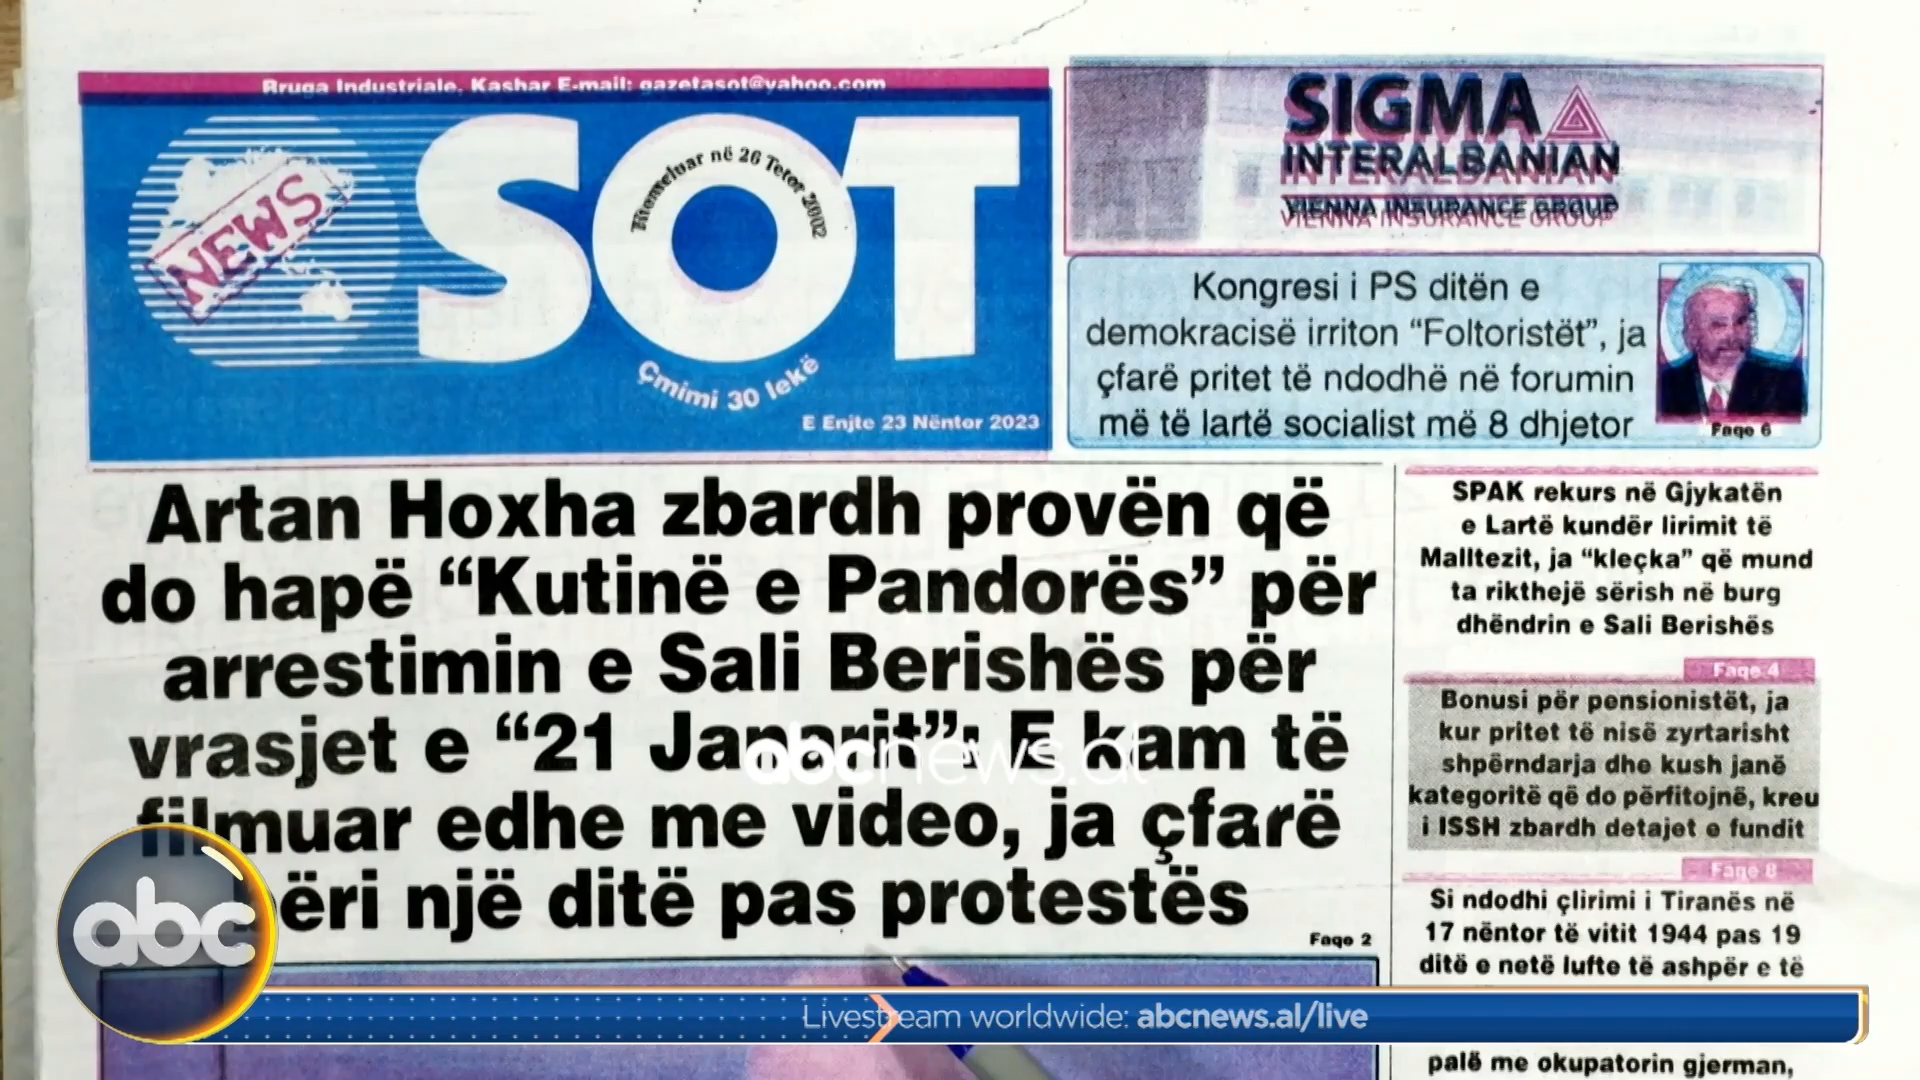 Rruga Industriale, Kashar E-mail: gazetasot@yahoo.com
NEWS
SOT
Themeluar në 26 Tetor 2002
Çmimi 30 lekë
E Enjte 23 Nëntor 2023
SIGMA
INTERALBANIAN
VIENNA INSURANCE GROUP
Kongresi i PS ditën e
demokracisë irriton “Foltoristët”, ja
çfarë pritet të ndodhë në forumin
më të lartë socialist më 8 dhjetor
Faqe 6
Artan Hoxha zbardh provën që
do hapë “Kutinë e Pandorës” për
arrestimin e Sali Berishës për
vrasjet e “21 Janarit”: E kam të
filmuar edhe me video, ja çfarë
një ditë pas protestës
Faqe 2
SPAK rekurs në Gjykatën
e Lartë kundër lirimit të
Malltezit, ja “kleçka” që mund
ta rikthejë sërish në burg
dhëndrin e Sali Berishës
Faqe 4
Bonusi për pensionistët, ja
kur pritet të nisë zyrtarisht
shpërndarja dhe kush janë
kategoritë që do përfitojnë, kreu
i ISSH zbardh detajet e fundit
Faqe 8
Si ndodhi çlirimi i Tiranës në
17 nëntor të vitit 1944 pas 19
ditë e netë lufte të ashpër e të
palë me okupatorin gjerman,
abcnews.al
abc
Livestream worldwide: abcnews.al/live